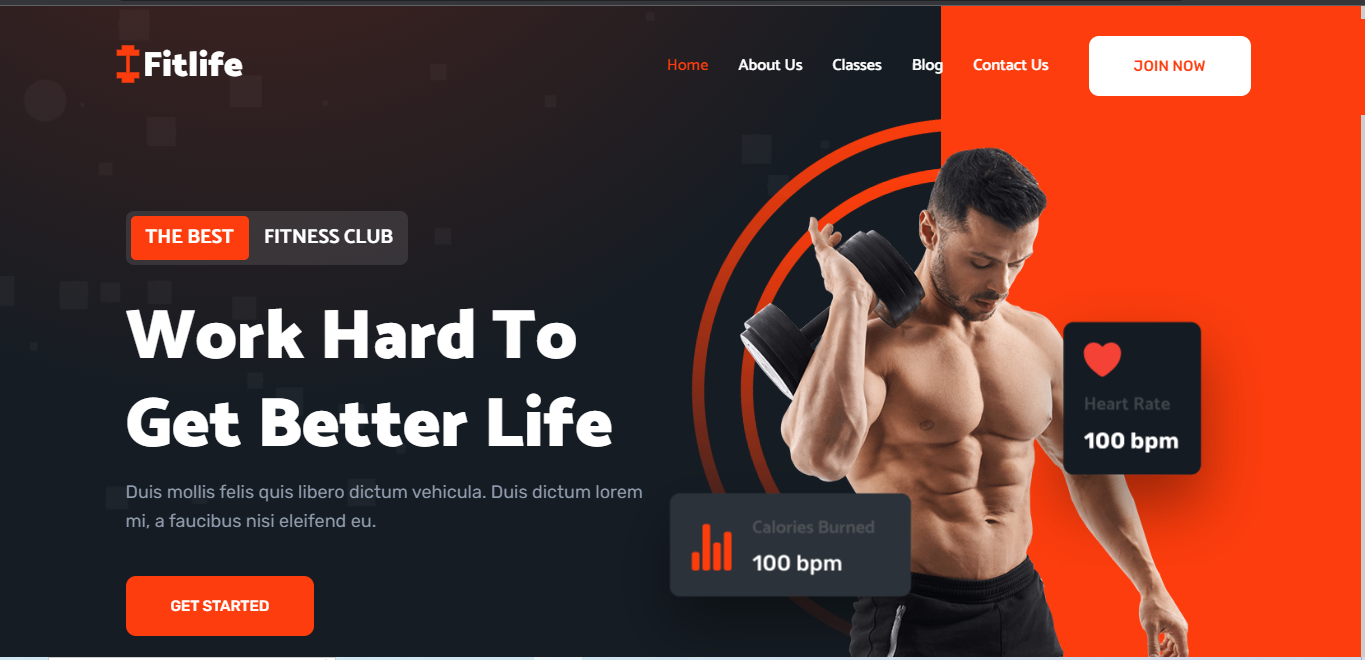 Fitlife
Home About Us Classes Blog Contact Us JOIN NOW
THE BEST FITNESS CLUB
Work Hard To
Get Better Life
Duis mollis felis quis libero dictum vehicula. Duis dictum lorem
mi, a faucibus nisi eleifend eu.
GET STARTED
Heart Rate
100 bpm
Calories Burned
100 bpm